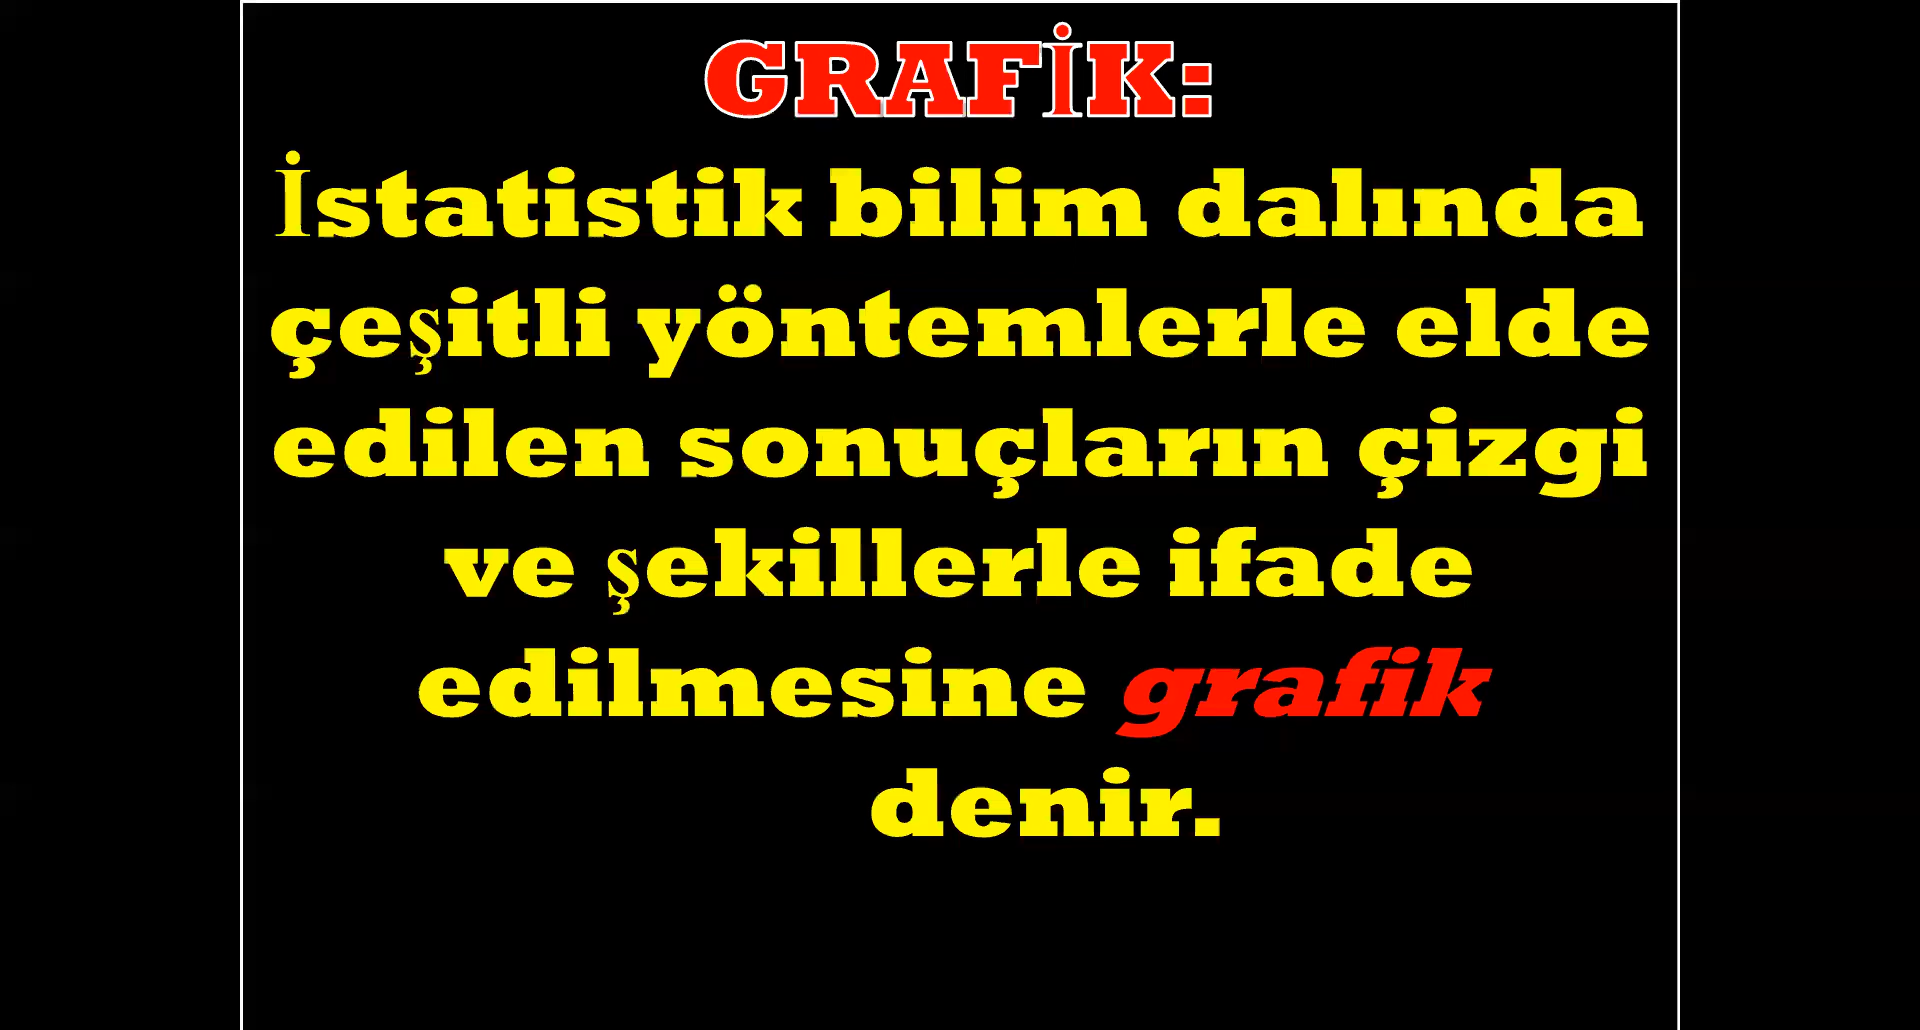 GRAFİK:
İstatistik bilim dalında
çeşitli yöntemlerle elde
edilen sonuçların çizgi
ve şekillerle ifade
edilmesine grafik
denir.